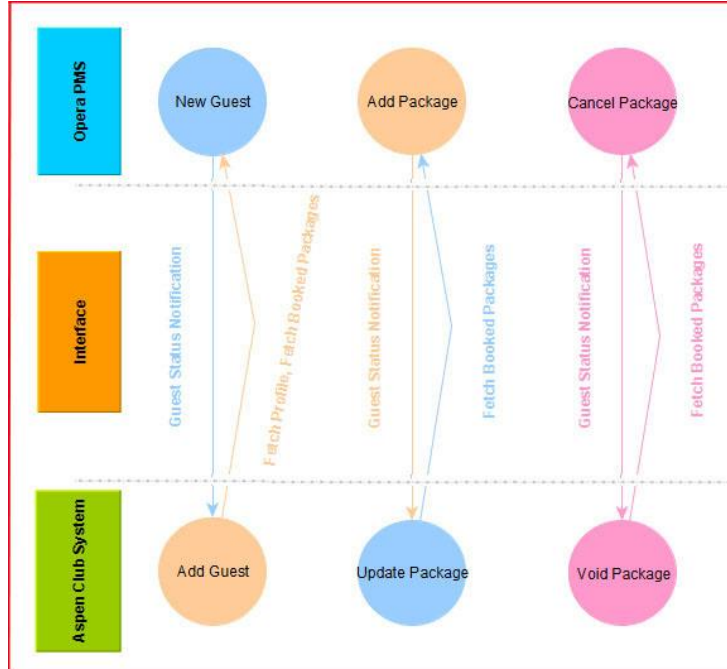 Opera PMS
New Guest
Add Package
Cancel Package
Interface
Guest Status Notification
Fetch Profile, Fetch Booked Packages
Guest Status Notification
Fetch Booked Packages
Guest Status Notification
Fetch Booked Packages
Aspen Club System
Add Guest
Update Package
Void Package